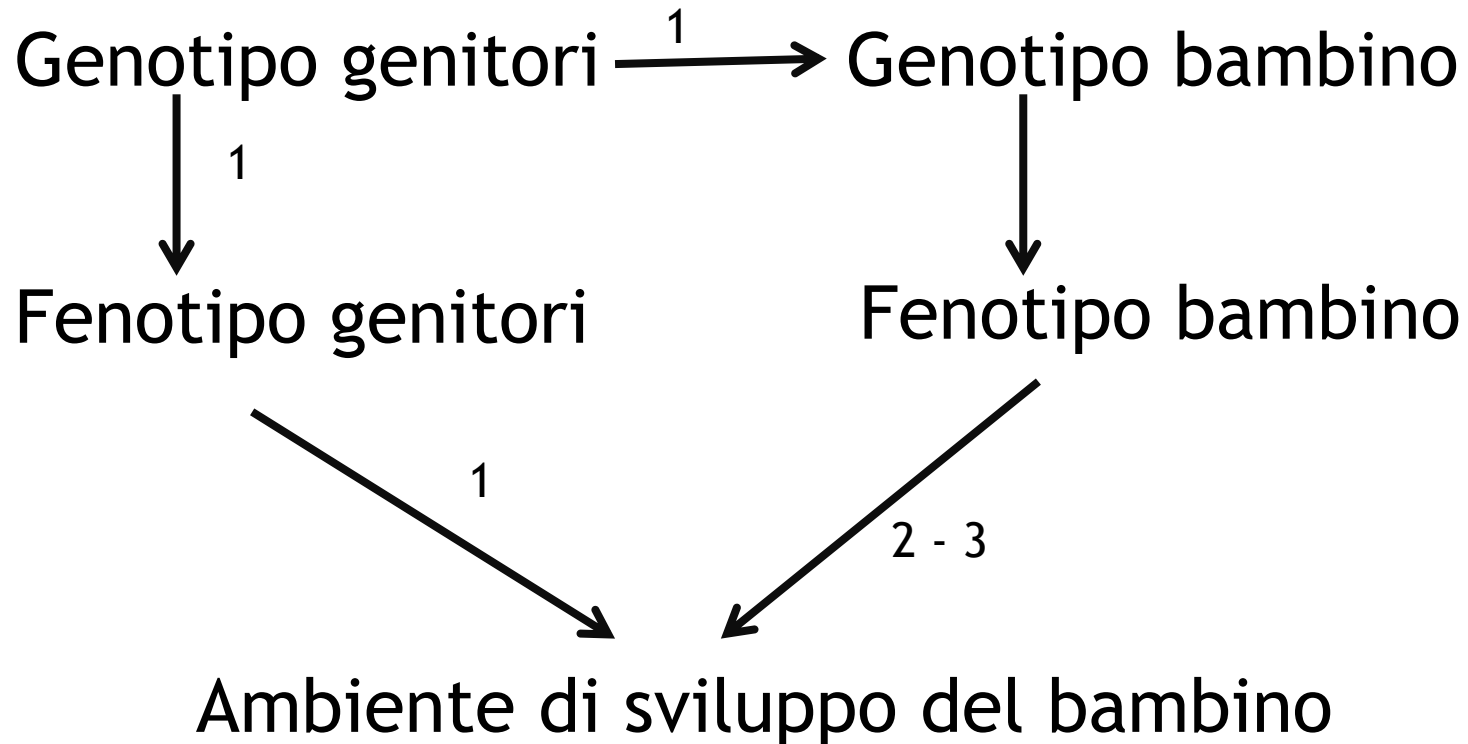 Genotipo genitori 1 Genotipo bambino
1
Fenotipo genitori Fenotipo bambino
1
2 - 3
Ambiente di sviluppo del bambino